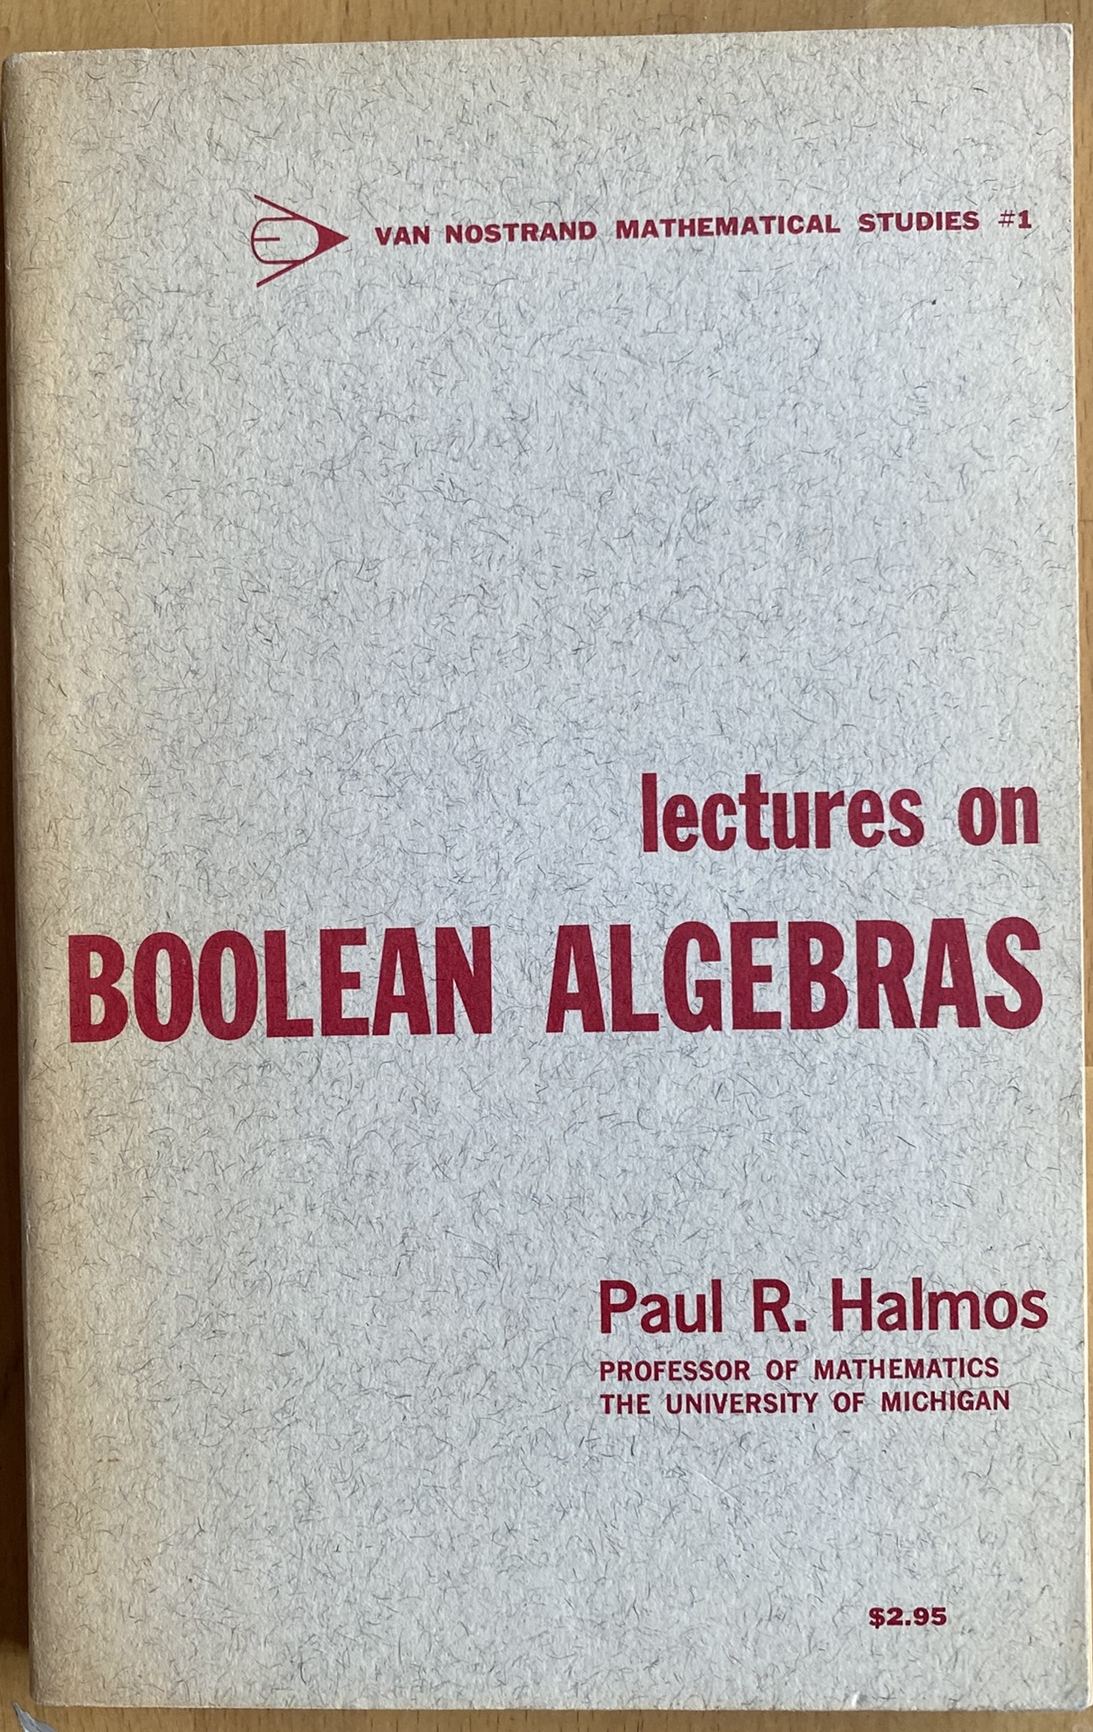 VAN NOSTRAND MATHEMATICAL STUDIES #1
lectures on
BOOLEAN ALGEBRAS
Paul R. Halmos
PROFESSOR OF MATHEMATICS
THE UNIVERSITY OF MICHIGAN
$2.95